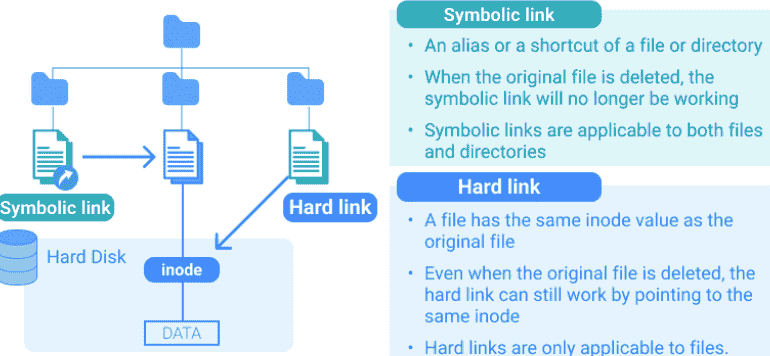 Symbolic link
Hard link
Hard Disk
inode
DATA
Symbolic link
• An alias or a shortcut of a file or directory
• When the original file is deleted, the
symbolic link will no longer be working
• Symbolic links are applicable to both files
and directories
Hard link
• A file has the same inode value as the
original file
• Even when the original file is deleted, the
hard link can still work by pointing to the
same inode
• Hard links are only applicable to files.